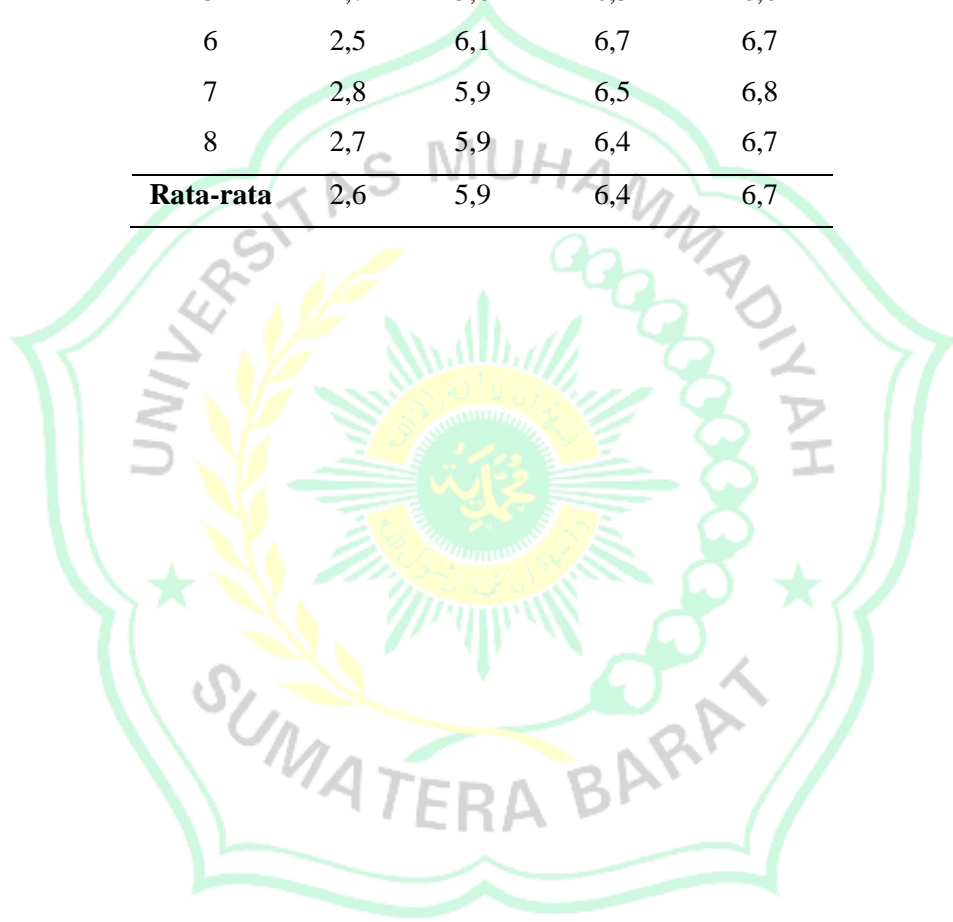 6 2,5 6,1 6,7 6,7
7 2,8 5,9 6,5 6,8
8 2,7 5,9 6,4 6,7
Rata-rata 2,6 5,9 6,4 6,7
UNIVERSITAS MUHAMMADIYAH
محمدية
SUMATERA BARAT